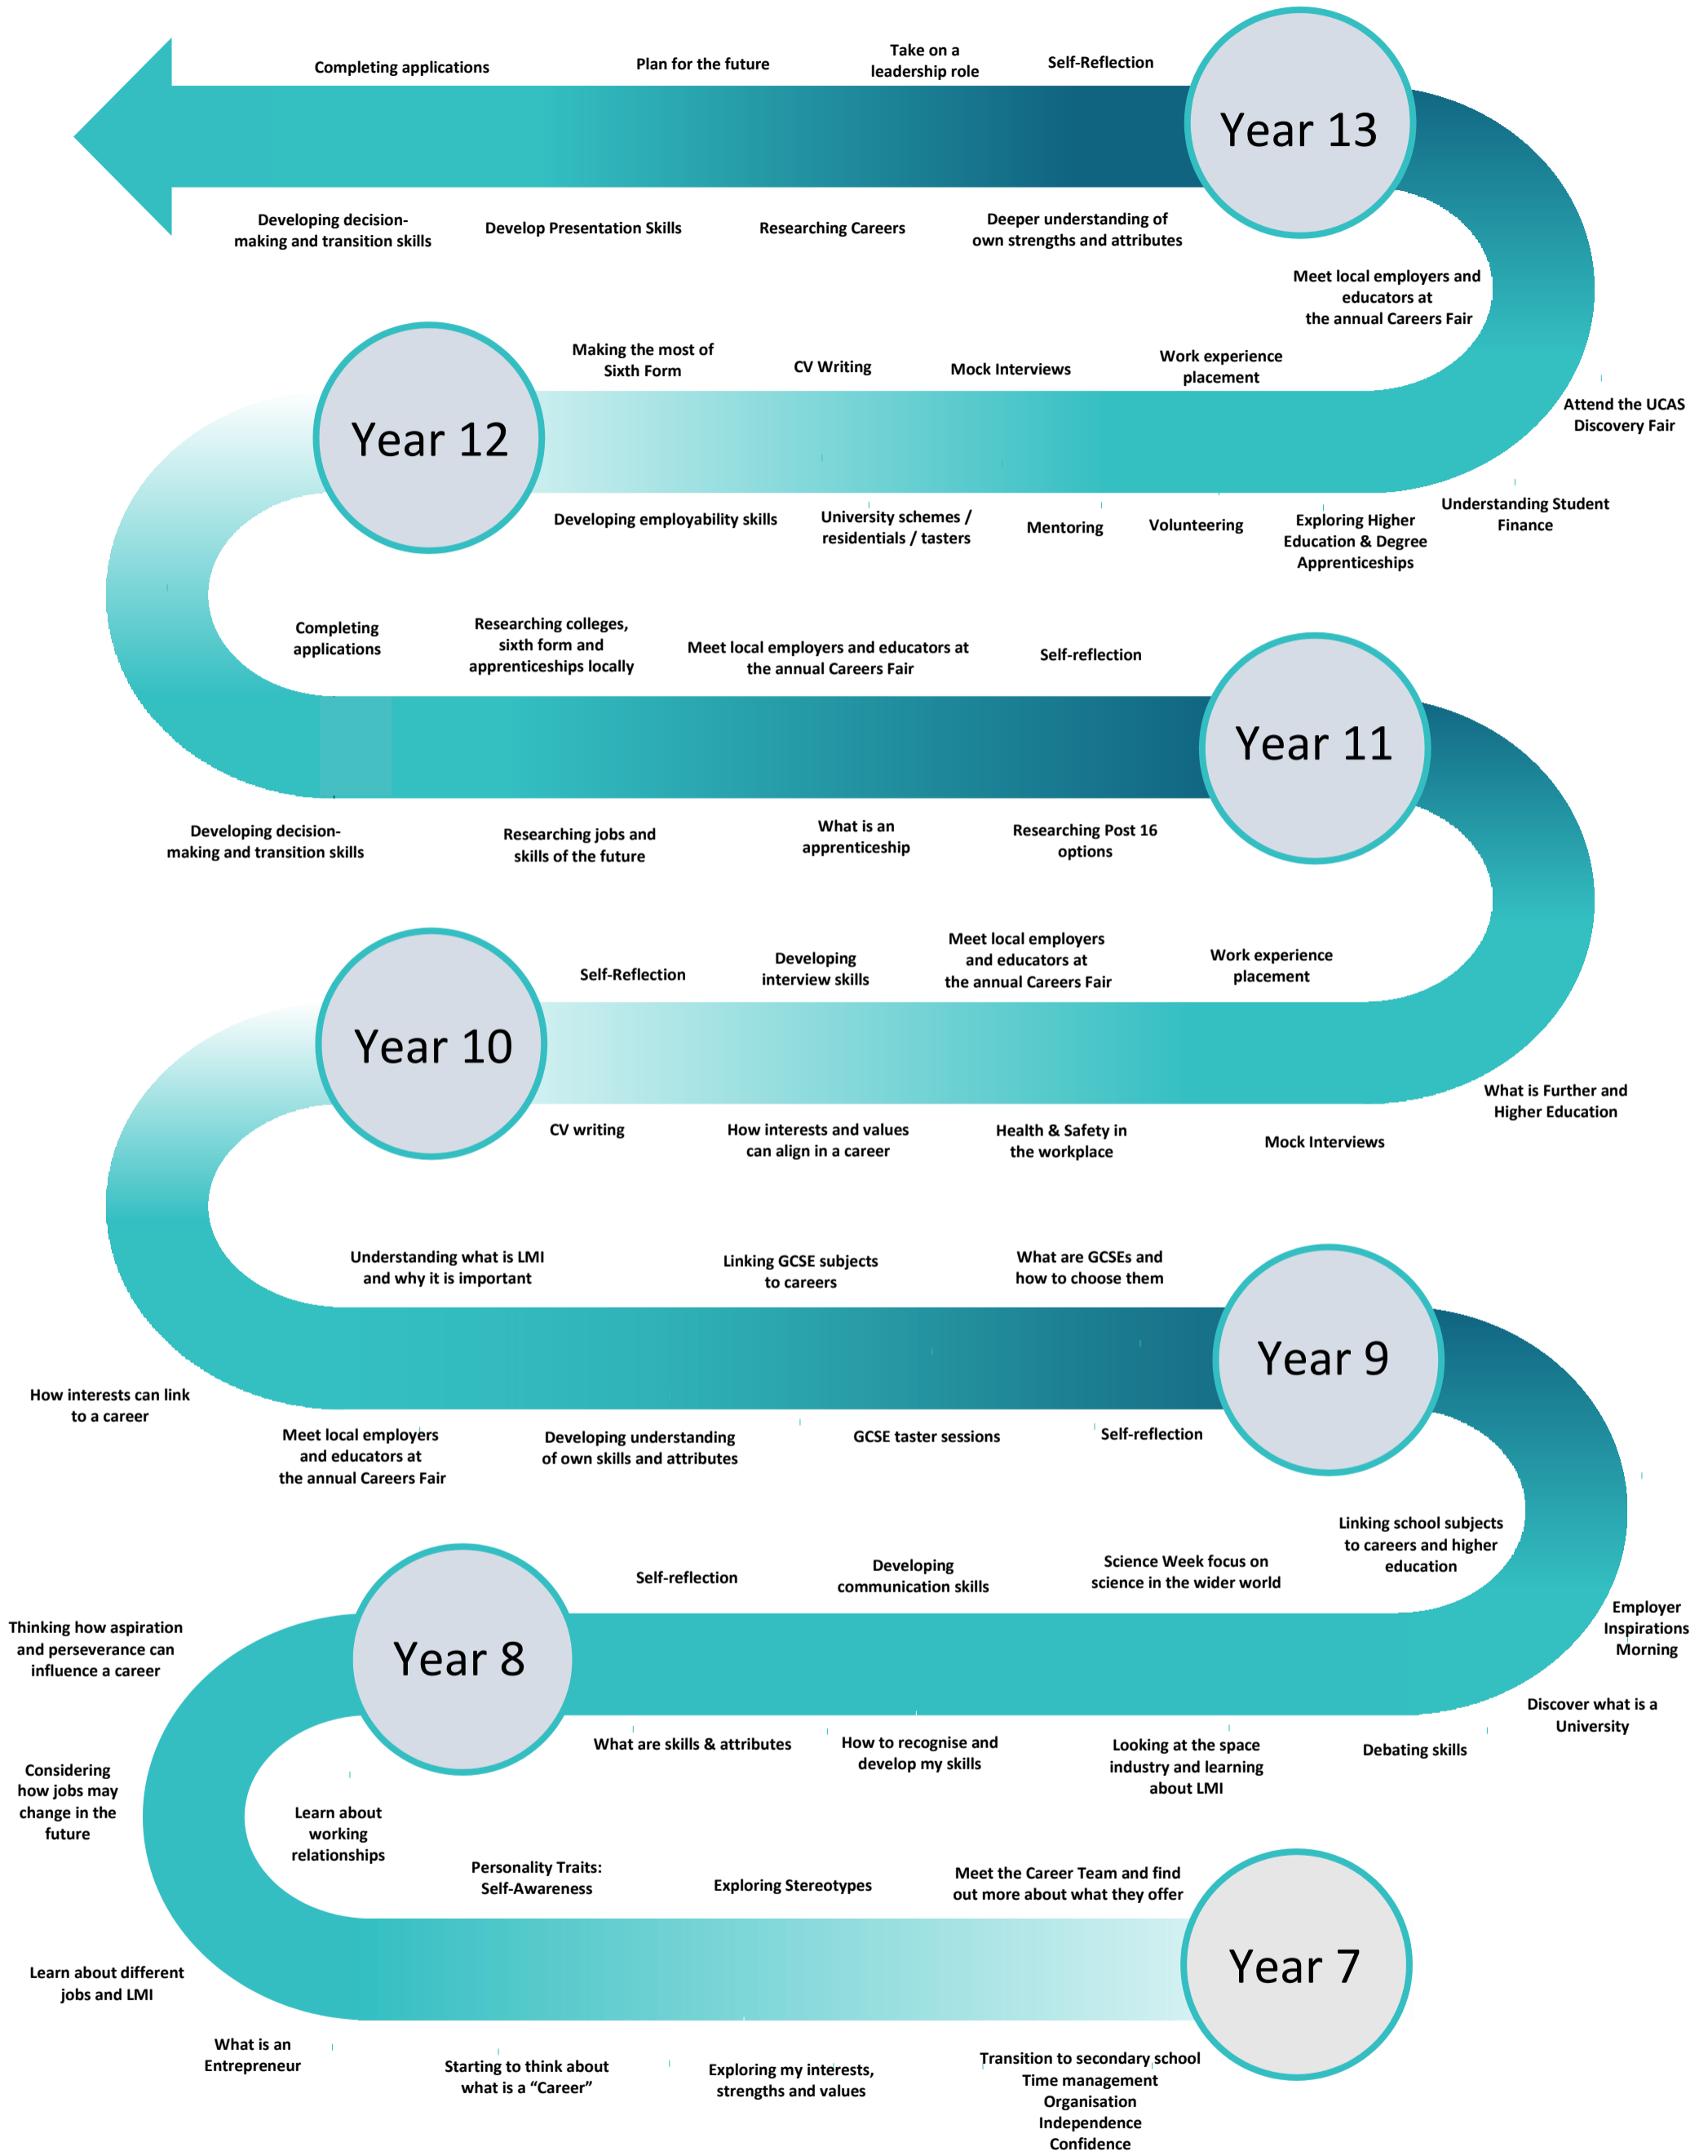 Completing applications
Plan for the future
Take on a
leadership role
Self-Reflection
Year 13
Developing decision-
making and transition skills
Develop Presentation Skills
Researching Careers
Deeper understanding of
own strengths and attributes
Meet local employers and
educators at
the annual Careers Fair
Year 12
Making the most of
Sixth Form
CV Writing
Mock Interviews
Work experience
placement
Attend the UCAS
Discovery Fair
Developing employability skills
University schemes /
residentials / tasters
Mentoring
Volunteering
Exploring Higher
Education & Degree
Apprenticeships
Understanding Student
Finance
Completing
applications
Researching colleges,
sixth form and
apprenticeships locally
Meet local employers and educators at
the annual Careers Fair
Self-reflection
Year 11
Developing decision-
making and transition skills
Researching jobs and
skills of the future
What is an
apprenticeship
Researching Post 16
options
Year 10
Self-Reflection
Developing
interview skills
Meet local employers
and educators at
the annual Careers Fair
Work experience
placement
What is Further and
Higher Education
CV writing
How interests and values
can align in a career
Health & Safety in
the workplace
Mock Interviews
Understanding what is LMI
and why it is important
Linking GCSE subjects
to careers
What are GCSEs and
how to choose them
Year 9
How interests can link
to a career
Meet local employers
and educators at
the annual Careers Fair
Developing understanding
of own skills and attributes
GCSE taster sessions
Self-reflection
Linking school subjects
to careers and higher
education
Year 8
Self-reflection
Developing
communication skills
Science Week focus on
science in the wider world
Employer
Inspirations
Morning
Thinking how aspiration
and perseverance can
influence a career
Discover what is a
University
What are skills & attributes
How to recognise and
develop my skills
Looking at the space
industry and learning
about LMI
Debating skills
Considering
how jobs may
change in the
future
Learn about
working
relationships
Personality Traits:
Self-Awareness
Exploring Stereotypes
Meet the Career Team and find
out more about what they offer
Year 7
Learn about different
jobs and LMI
What is an
Entrepreneur
Starting to think about
what is a “Career”
Exploring my interests,
strengths and values
Transition to secondary school
Time management
Organisation
Independence
Confidence